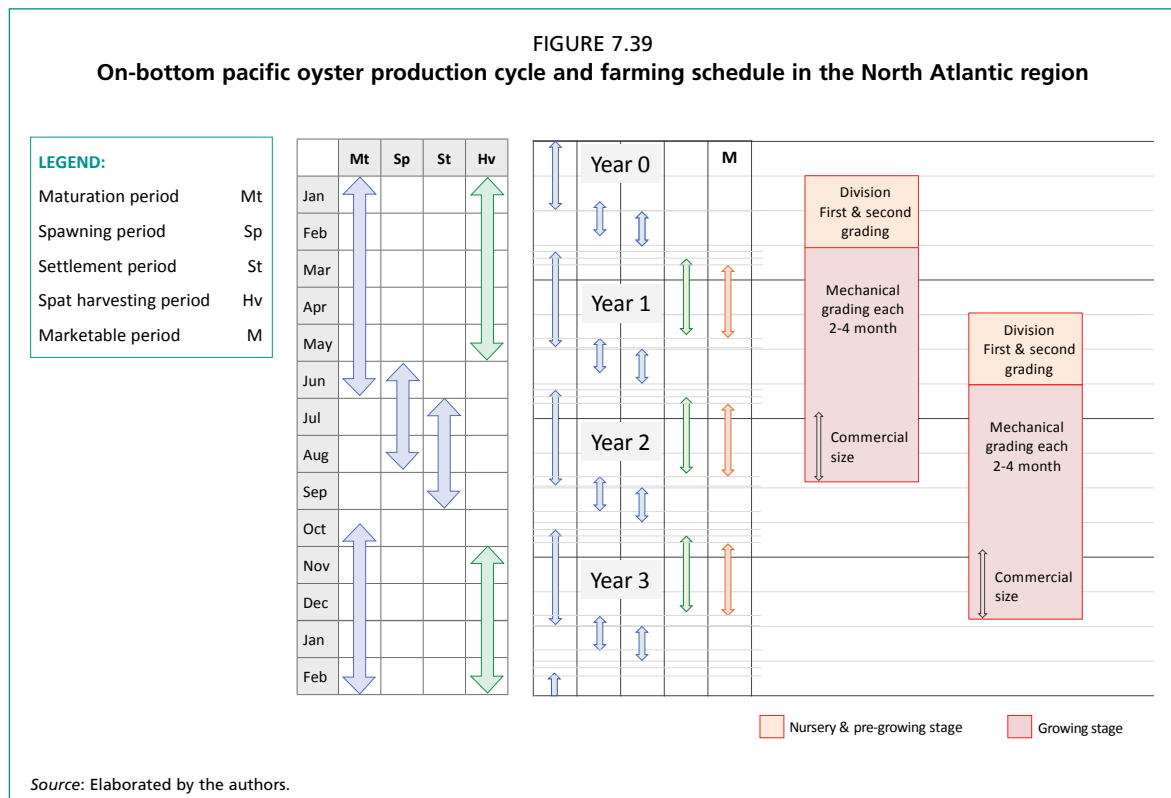 FIGURE 7.39
On-bottom pacific oyster production cycle and farming schedule in the North Atlantic region
LEGEND:
Maturation period Mt
Spawning period Sp
Settlement period St
Spat harvesting period Hv
Marketable period M
Mt Sp St Hv
Jan
Feb
Mar
Apr
May
Jun
Jul
Aug
Sep
Oct
Nov
Dec
Jan
Feb
M
Year 0
Year 1
Year 2
Year 3
Division
First & second
grading
Mechanical
grading each
2-4 month
Commercial
size
Division
First & second
grading
Mechanical
grading each
2-4 month
Commercial
size
Nursery & pre-growing stage
Growing stage
Source: Elaborated by the authors.